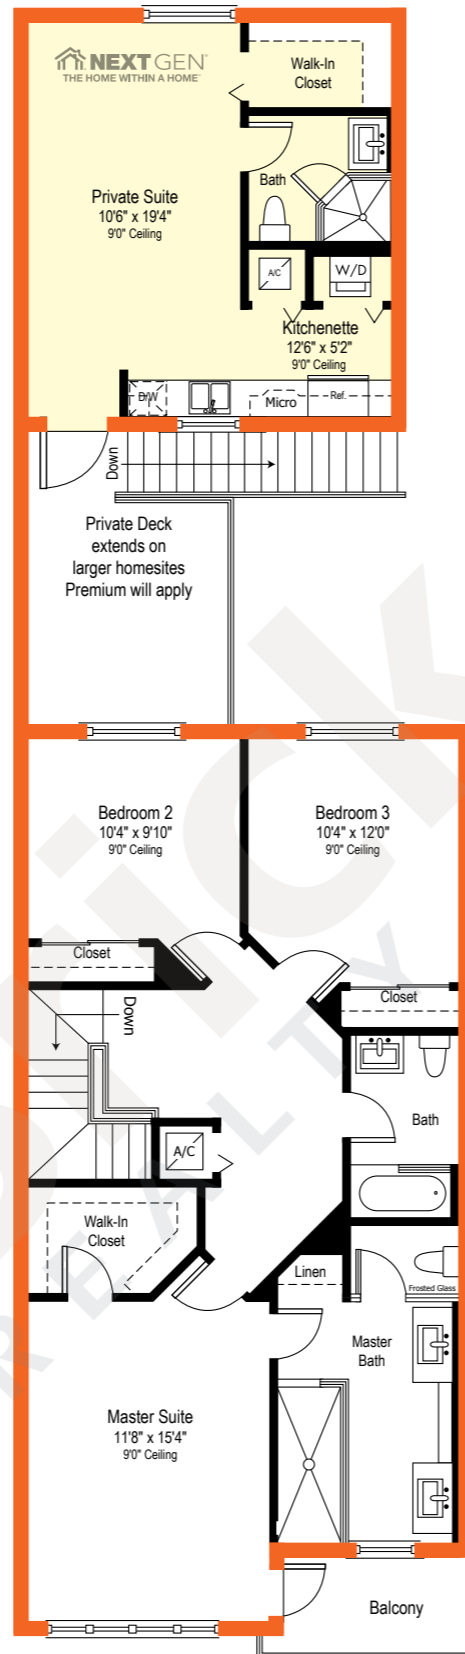 NEXTGEN
THE HOME WITHIN A HOME
Walk-In
Closet
Bath
Private Suite
10'6" x 19'4"
9'0" Ceiling
A/C
W/D
Kitchenette
12'6" x 5'2"
9'0" Ceiling
D/W
Micro
Ref.
Down
Private Deck
extends on
larger homesites
Premium will apply
Bedroom 2
10'4" x 9'10"
9'0" Ceiling
Bedroom 3
10'4" x 12'0"
9'0" Ceiling
Closet
Closet
Down
Bath
A/C
Walk-In
Closet
Linen
Frosted Glass
Master
Bath
Master Suite
11'8" x 15'4"
9'0" Ceiling
Balcony
REALTY